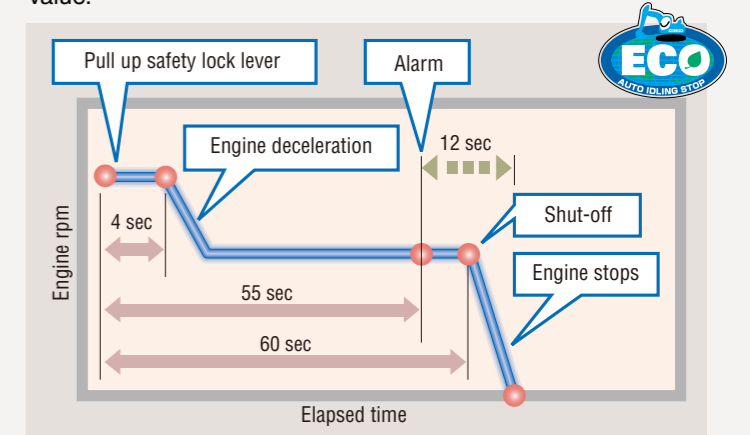 value.
Pull up safety lock lever
Alarm
ECO
AUTO IDLING STOP
Engine deceleration
12 sec
4 sec
Shut-off
Engine rpm
55 sec
Engine stops
60 sec
Elapsed time